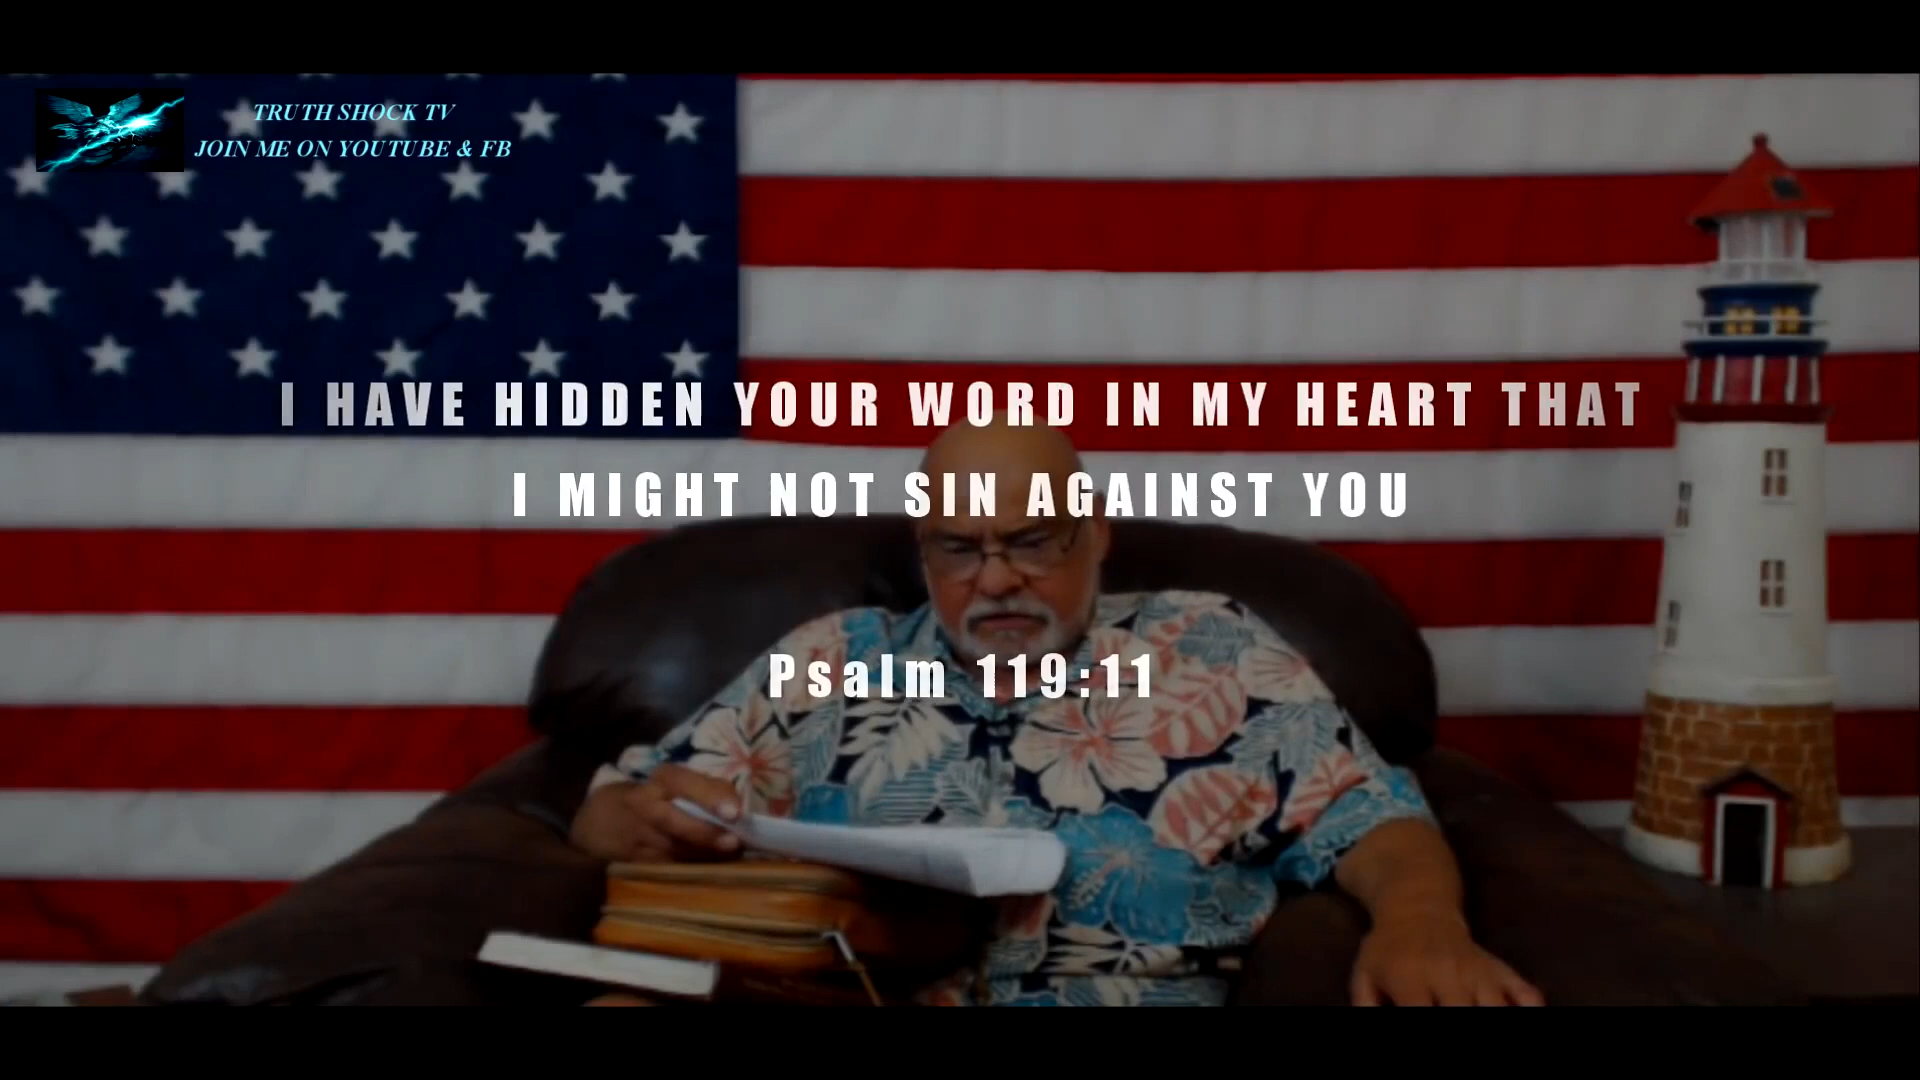 TRUTH SHOCK TV
JOIN ME ON YOUTUBE & FB
I HAVE HIDDEN YOUR WORD IN MY HEART THAT
I MIGHT NOT SIN AGAINST YOU
Psalm 119:11